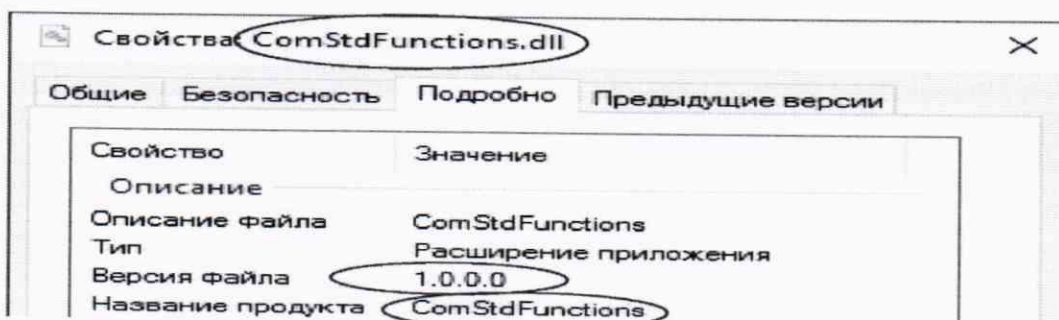 Свойства: ComStdFunctions.dll
Общие Безопасность Подробно Предыдущие версии
Свойство Значение
Описание
Описание файла ComStdFunctions
Тип Расширение приложения
Версия файла 1.0.0.0
Название продукта ComStdFunctions